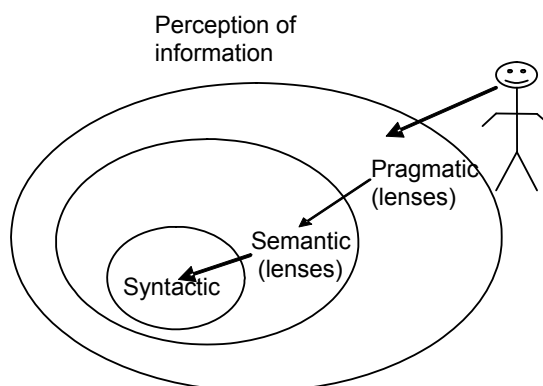 Perception of
information
Pragmatic
(lenses)
Semantic
(lenses)
Syntactic